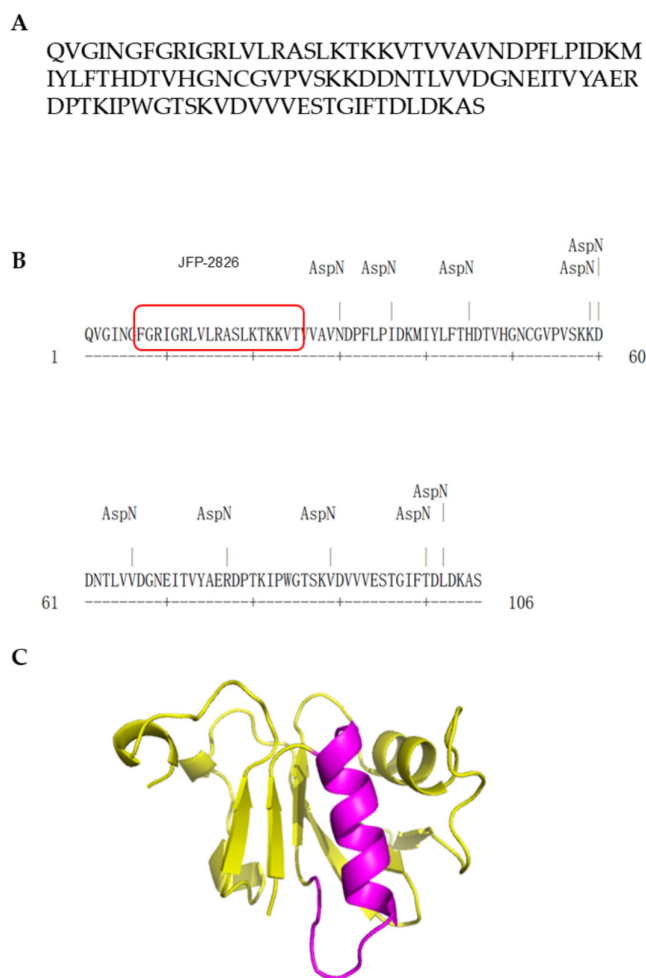 A
QVGINGFGRIGRLVLRASLKTKKVTVVAVNDPFLPIDKM
IYLFTHDTVHGNCGVPVSKKDDNTLVVDGNEITVYAER
DPTKIPWGTSKVDVVVESTGIFTDLDKAS
B
JFP-2826
AspN
AspN AspN AspN AspN
QVGINGFGRIGRLVLRASLKTKKVTVVAVNDPFLPIDKMIYLFTHDTVHGNCGVPVSKKD
1 60
AspN
AspN AspN AspN AspN
DNTLVVDGNEITVYAERDPTKIPWGTSKVDVVVESTGIFTDLDKAS
61 106
C